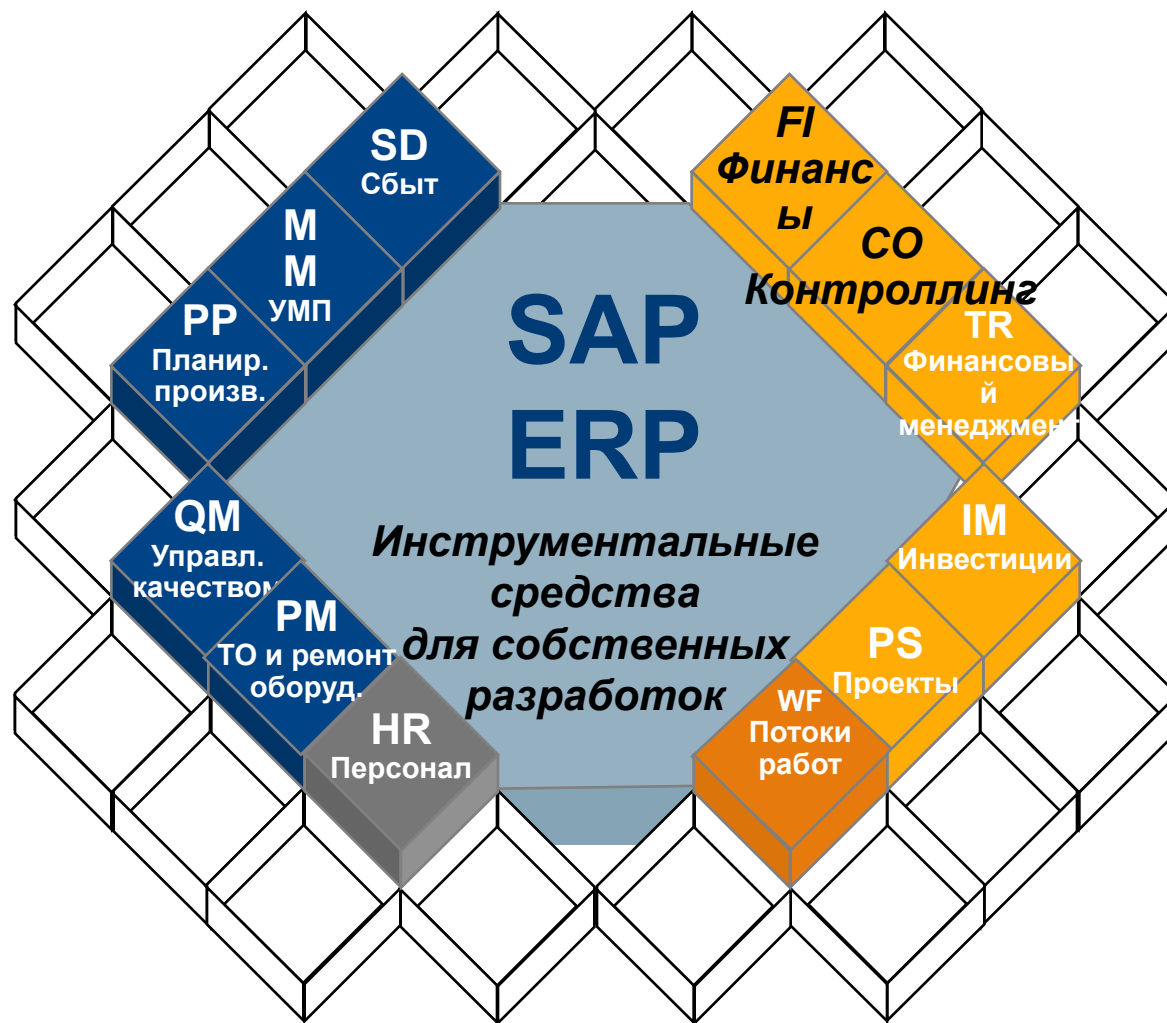 SD
Сбыт
M
M
УМП
PP
Планир.
произв.
QM
Управл.
качеством
PM
ТО и ремонт
оборуд.
HR
Персонал
SAP
ERP
Инструментальные
средства
для собственных
разработок
FI
Финанс
ы
CO
Контроллинг
TR
Финансовы
й
менеджмент
IM
Инвестиции
PS
Проекты
WF
Потоки
работ